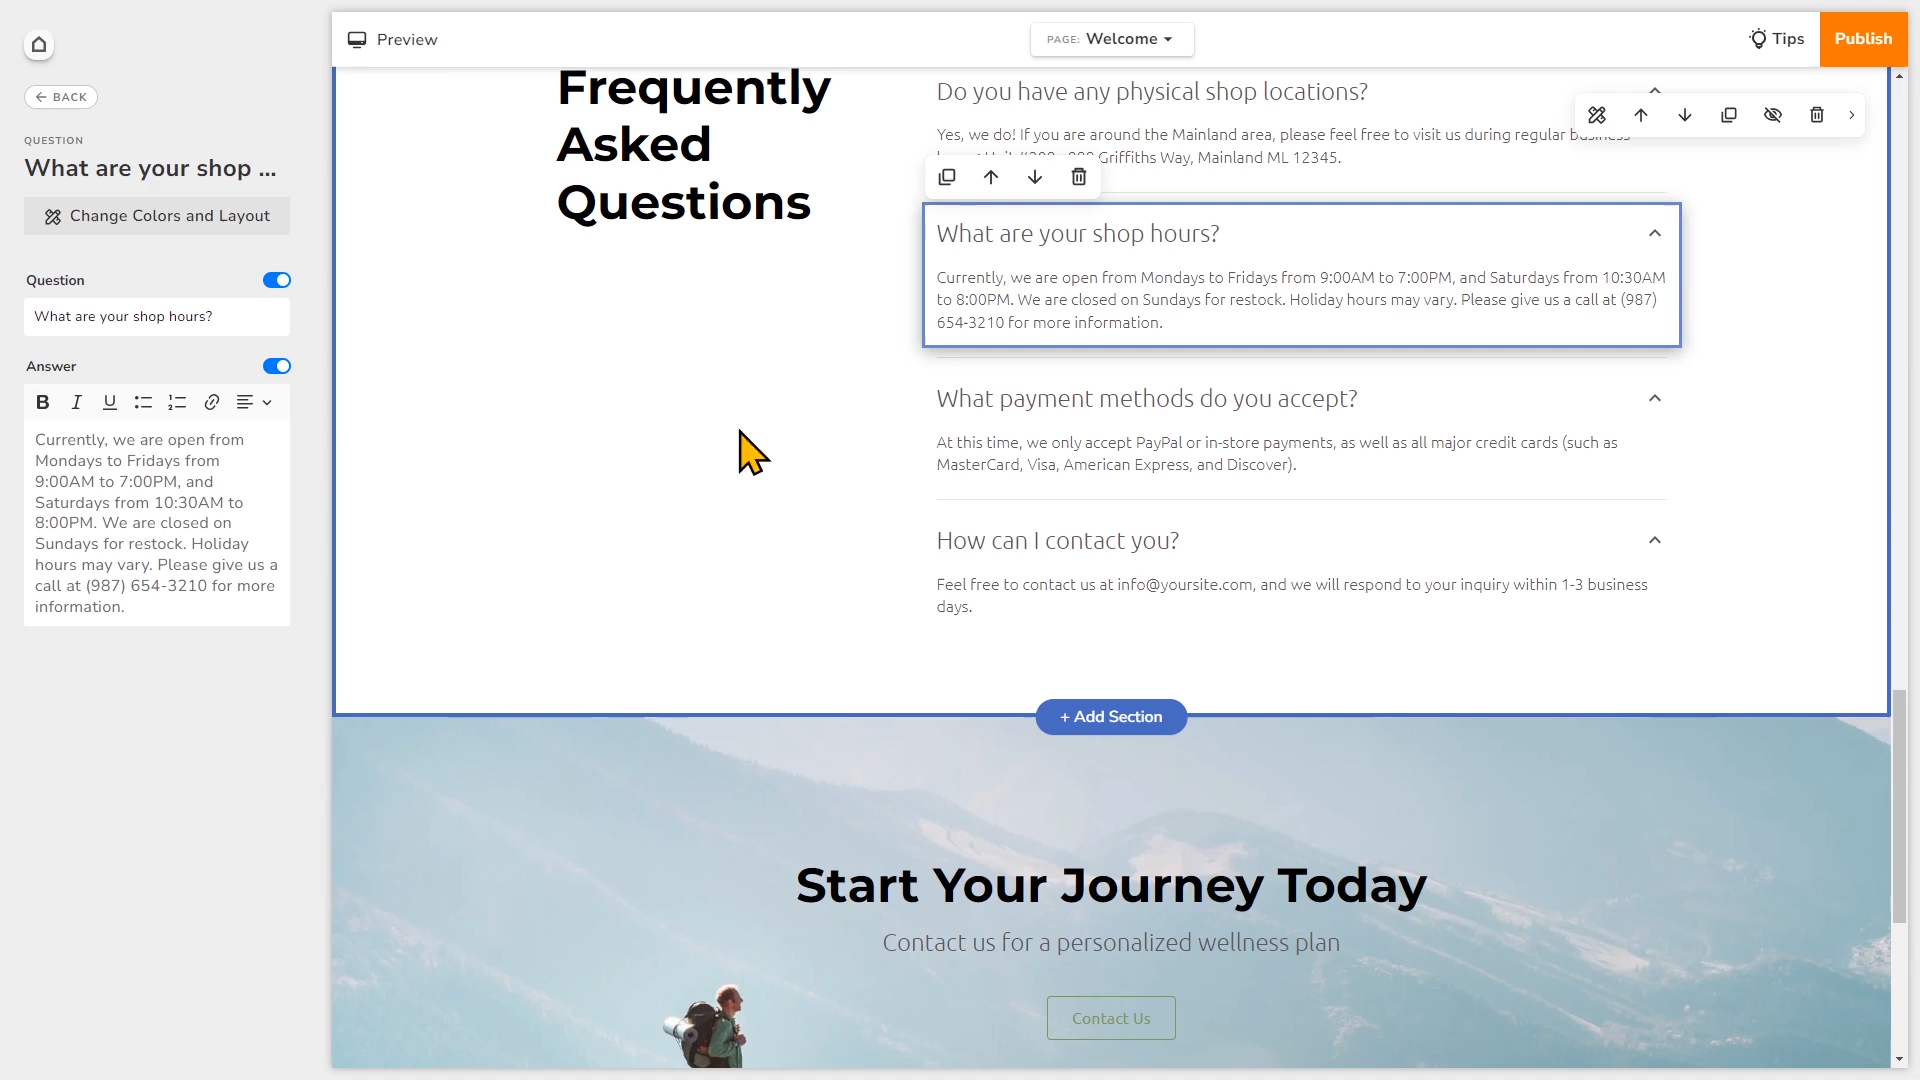 Preview
PAGE: Welcome
Tips
Publish
BACK
QUESTION
What are your shop ...
Change Colors and Layout
Question
What are your shop hours?
Answer
B I U
Currently, we are open from
Mondays to Fridays from
9:00AM to 7:00PM, and
Saturdays from 10:30AM to
8:00PM. We are closed on
Sundays for restock. Holiday
hours may vary. Please give us a
call at (987) 654-3210 for more
information.
Frequently
Asked
Questions
Do you have any physical shop locations?
Yes, we do! If you are around the Mainland area, please feel free to visit us during regular business
Griffiths Way, Mainland ML 12345.
What are your shop hours?
Currently, we are open from Mondays to Fridays from 9:00AM to 7:00PM, and Saturdays from 10:30AM
to 8:00PM. We are closed on Sundays for restock. Holiday hours may vary. Please give us a call at (987)
654-3210 for more information.
What payment methods do you accept?
At this time, we only accept PayPal or in-store payments, as well as all major credit cards (such as
MasterCard, Visa, American Express, and Discover).
How can I contact you?
Feel free to contact us at info@yoursite.com, and we will respond to your inquiry within 1-3 business
days.
+ Add Section
Start Your Journey Today
Contact us for a personalized wellness plan
Contact Us